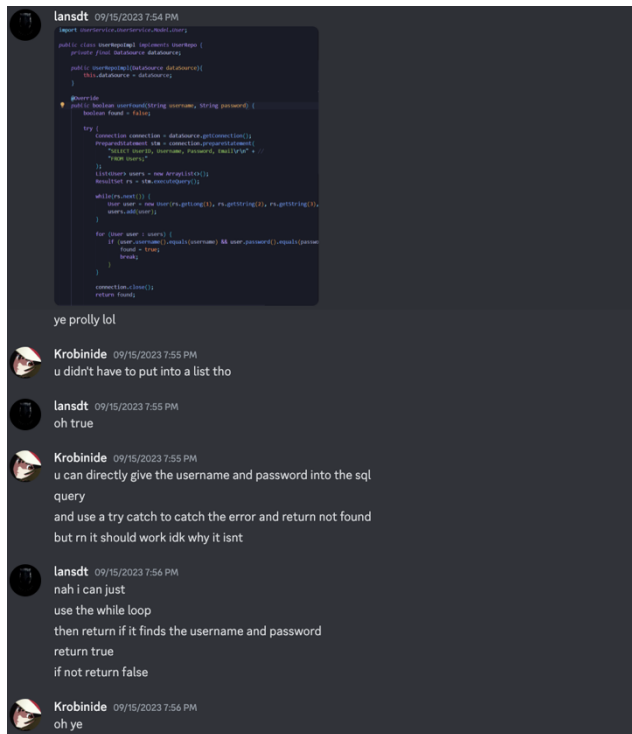 lansdt 09/15/2023 7:54 PM
import UserService.UserService.Model.User;
public class UserRepoImpl implements UserRepo {
private final DataSource dataSource;
public UserRepoImpl(DataSource dataSource){
this.dataSource = dataSource;
}
@Override
public boolean userFound(String username, String password) {
boolean found = false;
try {
Connection connection = dataSource.getConnection();
PreparedStatement stm = connection.prepareStatement(
"SELECT UserID, Username, Password, Email\r\n" + //
"FROM Users;"
);
List<User> users = new ArrayList<>();
ResultSet rs = stm.executeQuery();
while(rs.next()) {
User user = new User(rs.getLong(1), rs.getString(2), rs.getString(3),
users.add(user);
}
for (User user : users) {
if (user.username().equals(username) && user.password().equals(passwo
found = true;
break;
}
}
connection.close();
return found;
ye prolly lol
Krobinide 09/15/2023 7:55 PM
u didn't have to put into a list tho
lansdt 09/15/2023 7:55 PM
oh true
Krobinide 09/15/2023 7:55 PM
u can directly give the username and password into the sql
query
and use a try catch to catch the error and return not found
but rn it should work idk why it isnt
lansdt 09/15/2023 7:56 PM
nah i can just
use the while loop
then return if it finds the username and password
return true
if not return false
Krobinide 09/15/2023 7:56 PM
oh ye